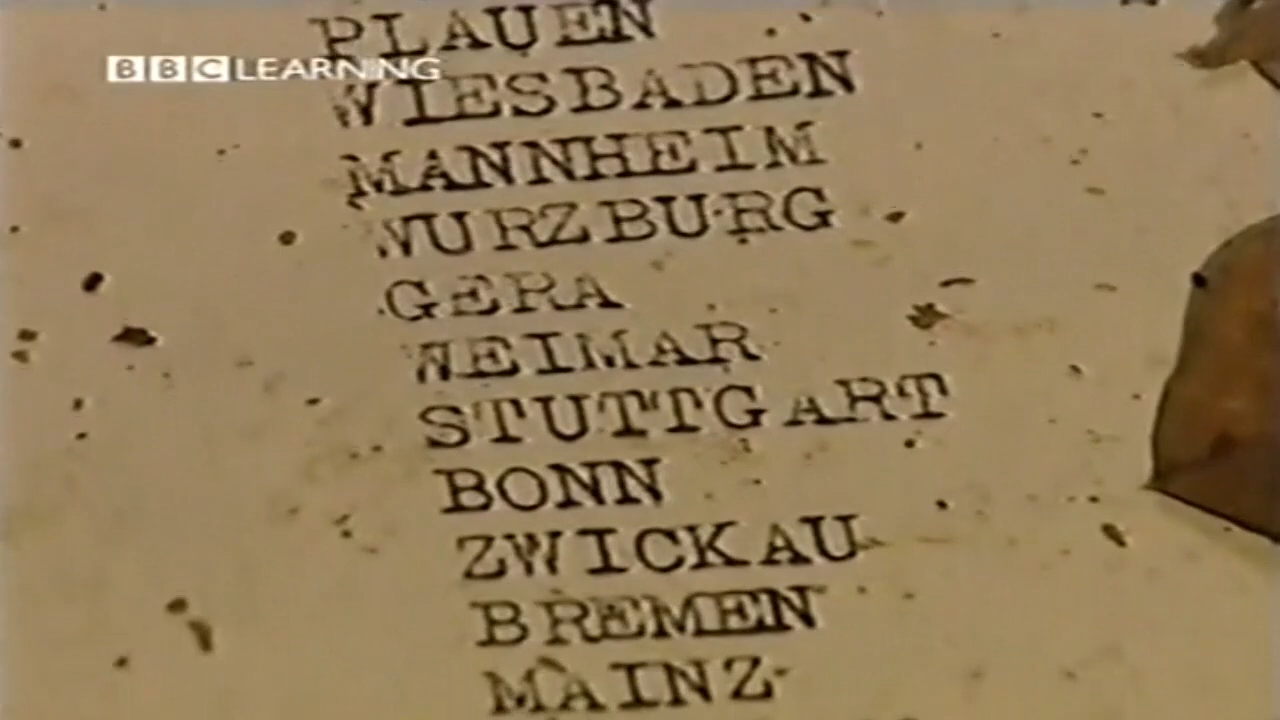 PLAUEN
BBC LEARNING
WIESBADEN
MANNHEIM
WURZBURG
GERA
WEIMAR
STUTTGART
BONN
ZWICKAU
BREMEN
MAINZ